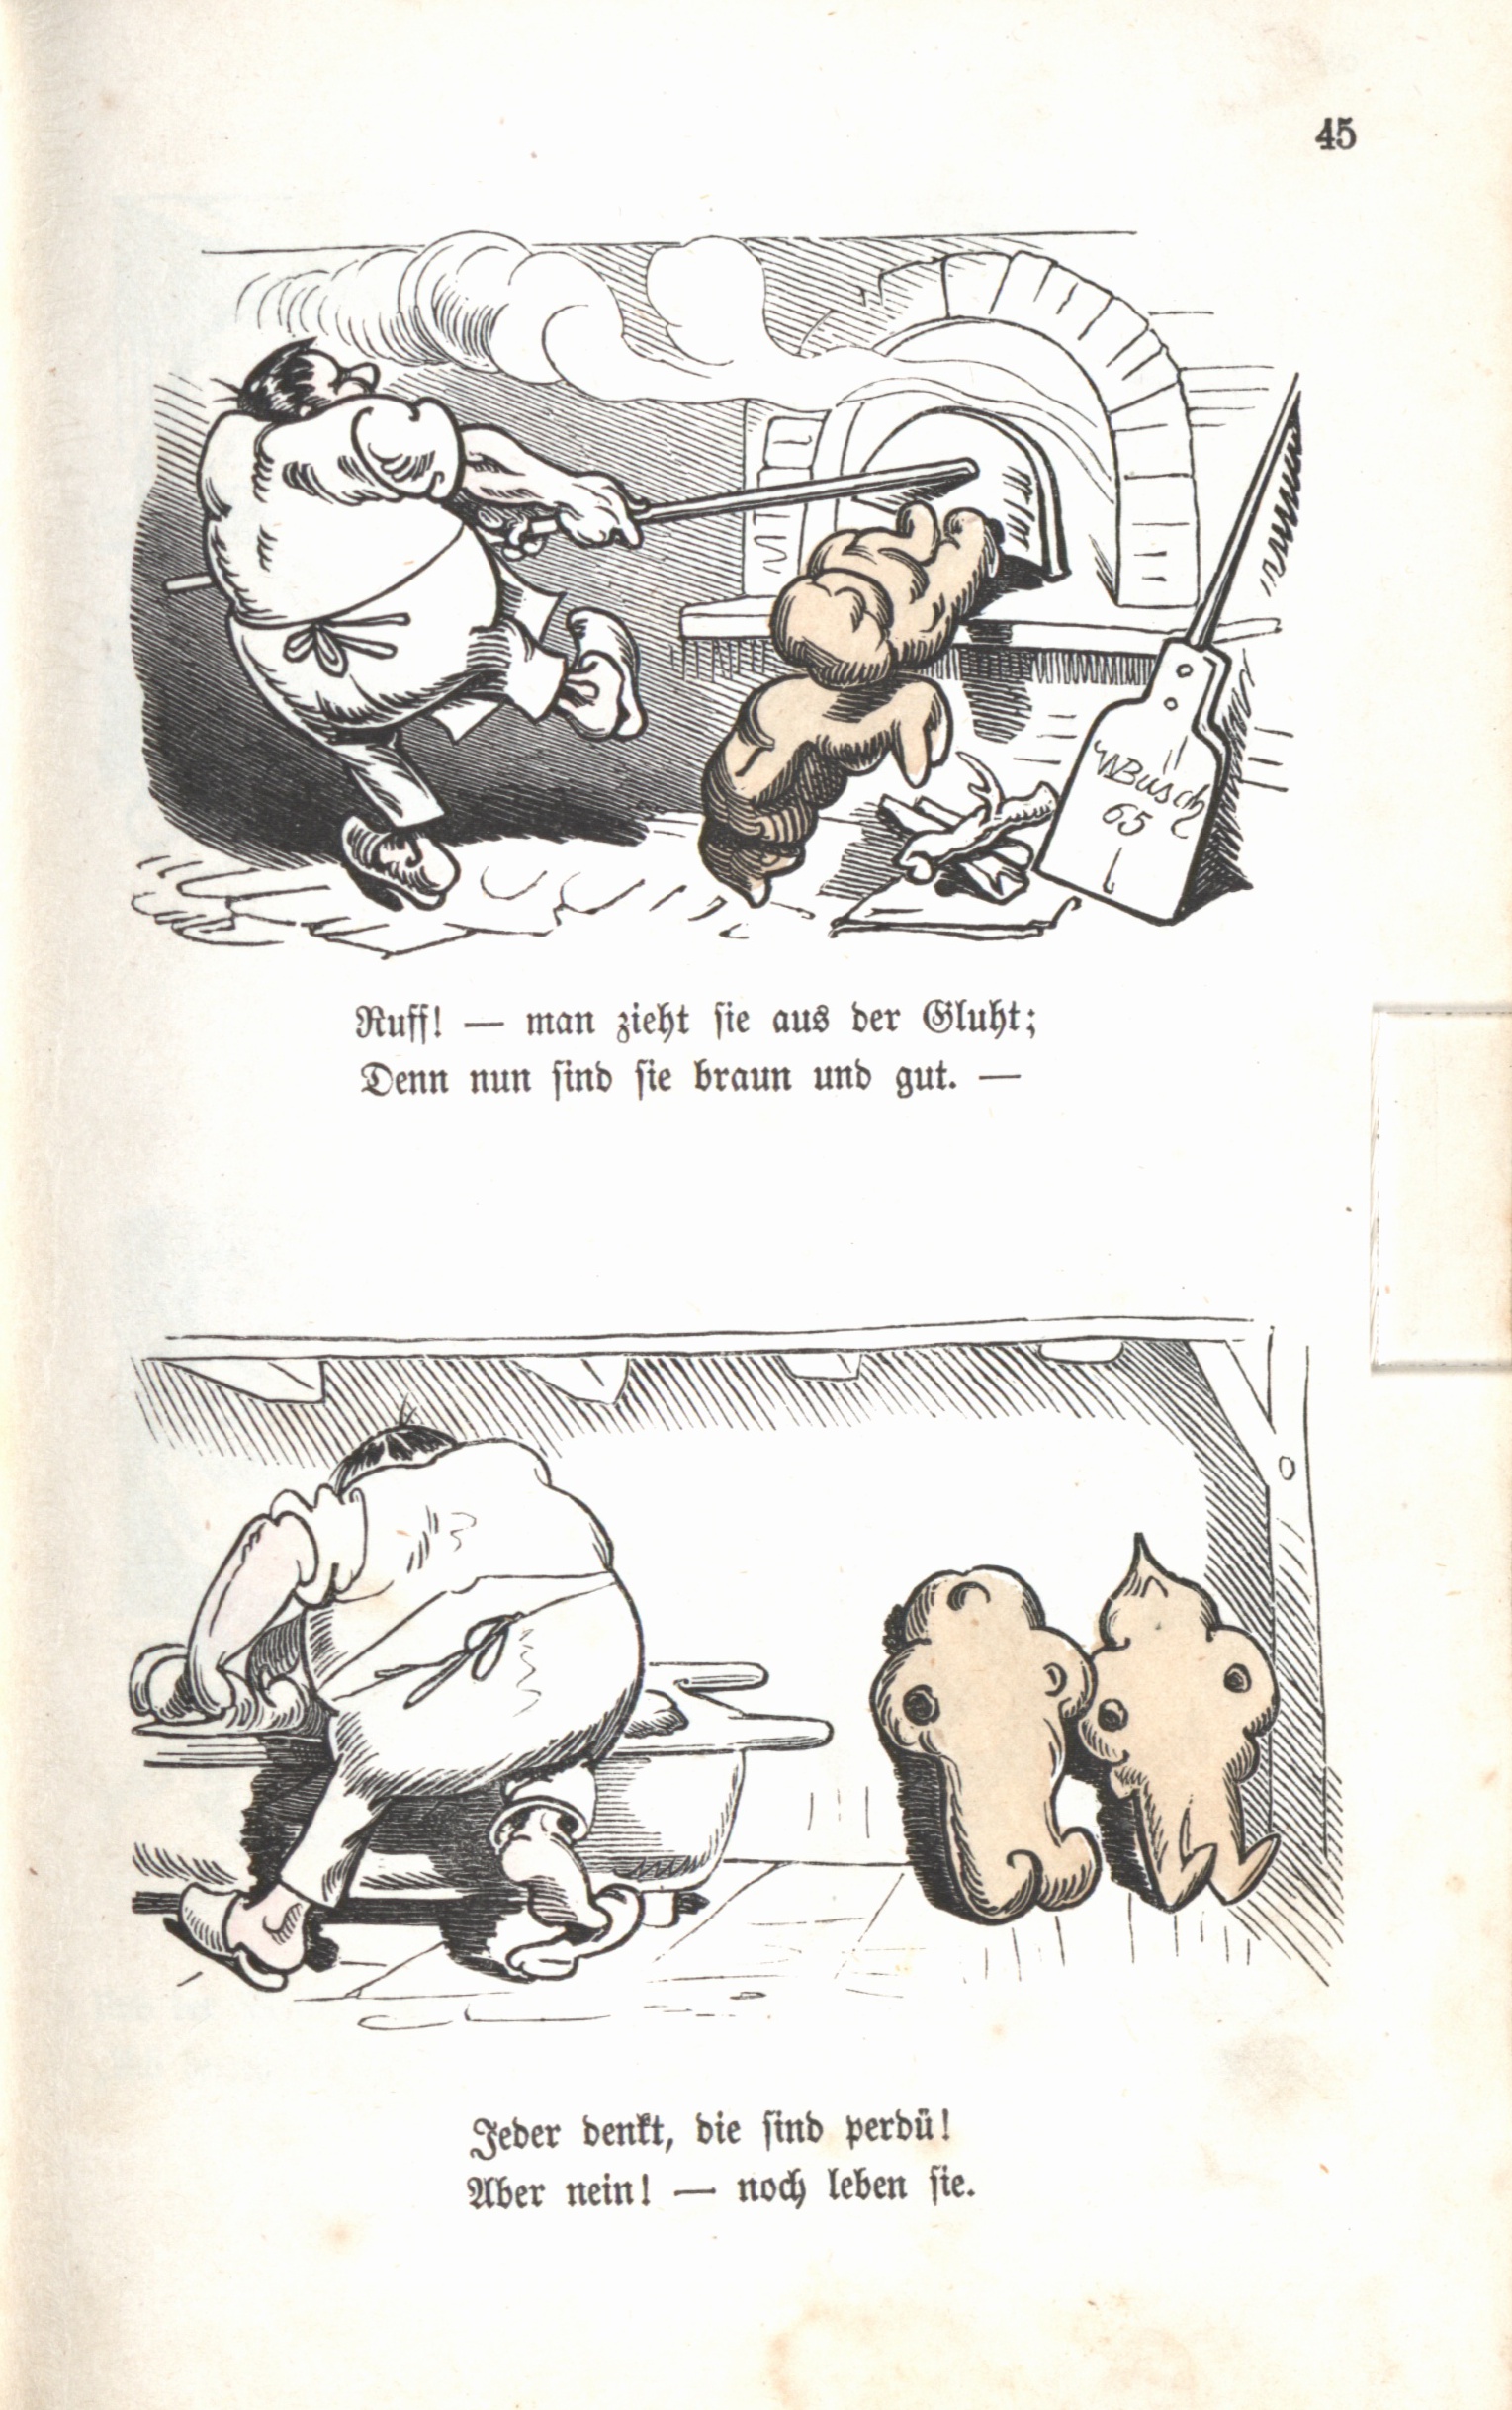 45
WBusch
65
Ruff! — man zieht sie aus der Gluht;
Denn nun sind sie braun und gut. —
Jeder denkt, die sind perdü!
Aber nein! — noch leben sie.